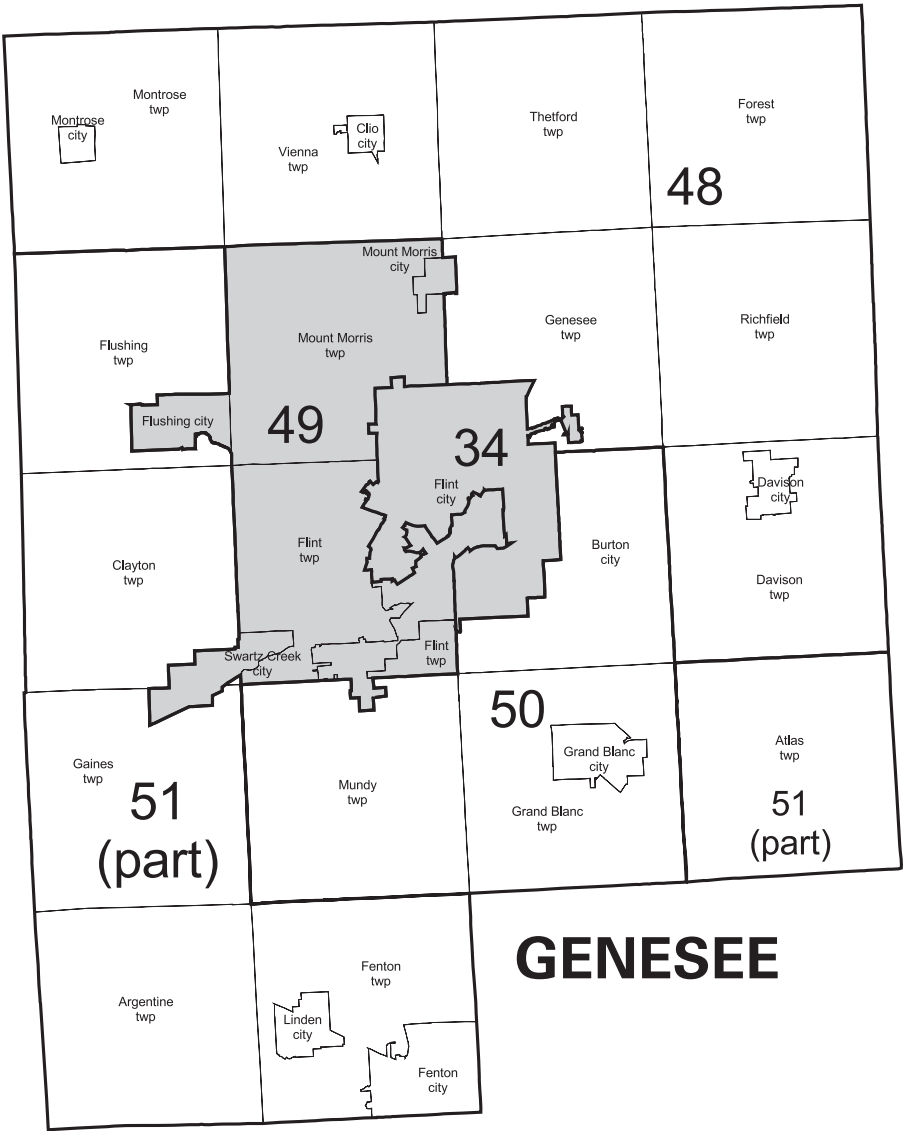 Montrose
twp
Montrose
city
Vienna
twp
Clio
city
Thetford
twp
Forest
twp
48
Mount Morris
city
Flushing
twp
Mount Morris
twp
Genesee
twp
Richfield
twp
Flushing city
49
34
Flint
city
Davison
city
Clayton
twp
Flint
twp
Burton
city
Davison
twp
Swartz Creek
city
Flint
twp
50
Gaines
twp
51
(part)
Mundy
twp
Grand Blanc
city
Grand Blanc
twp
Atlas
twp
51
(part)
GENESEE
Argentine
twp
Fenton
twp
Linden
city
Fenton
city